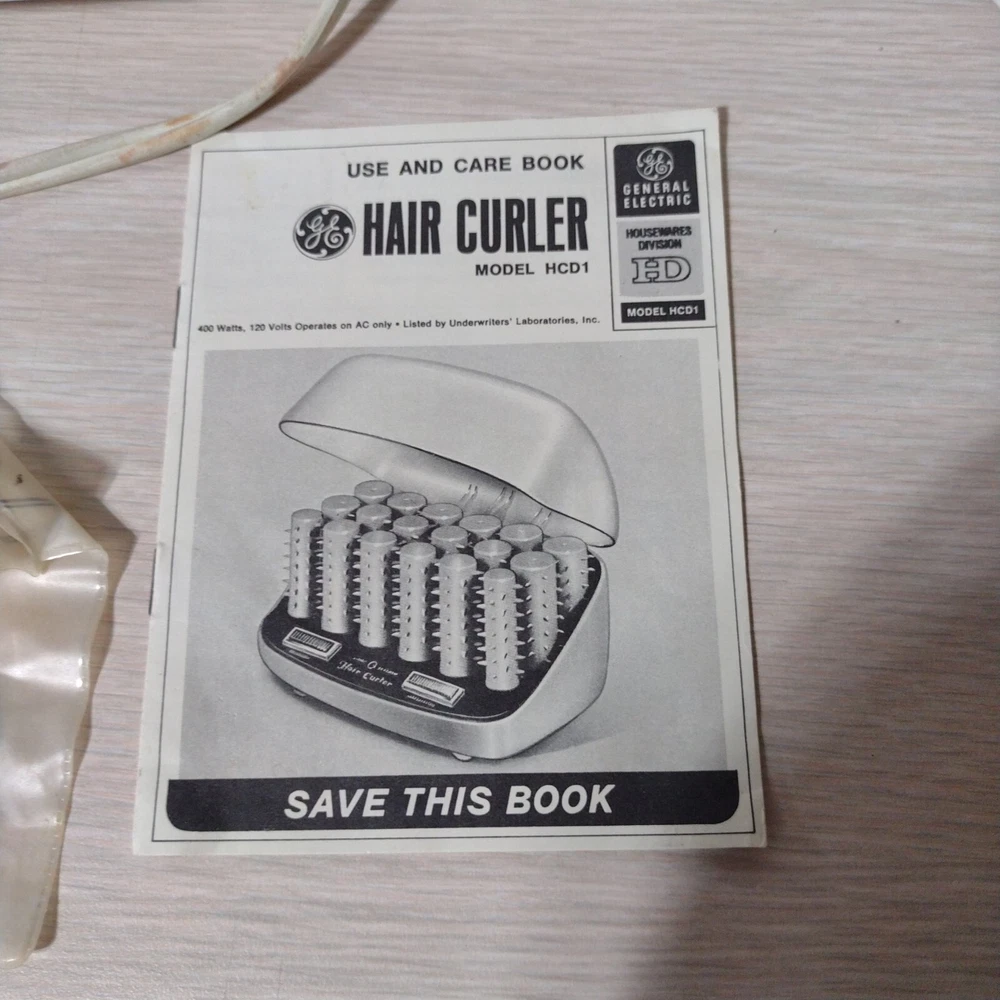 USE AND CARE BOOK
GE HAIR CURLER
MODEL HCD1
GE
GENERAL
ELECTRIC
HOUSEWARES
DIVISION
HD
MODEL HCD1
400 Watts, 120 Volts Operates on AC only • Listed by Underwriters' Laboratories, Inc.
Hair Curler
SAVE THIS BOOK